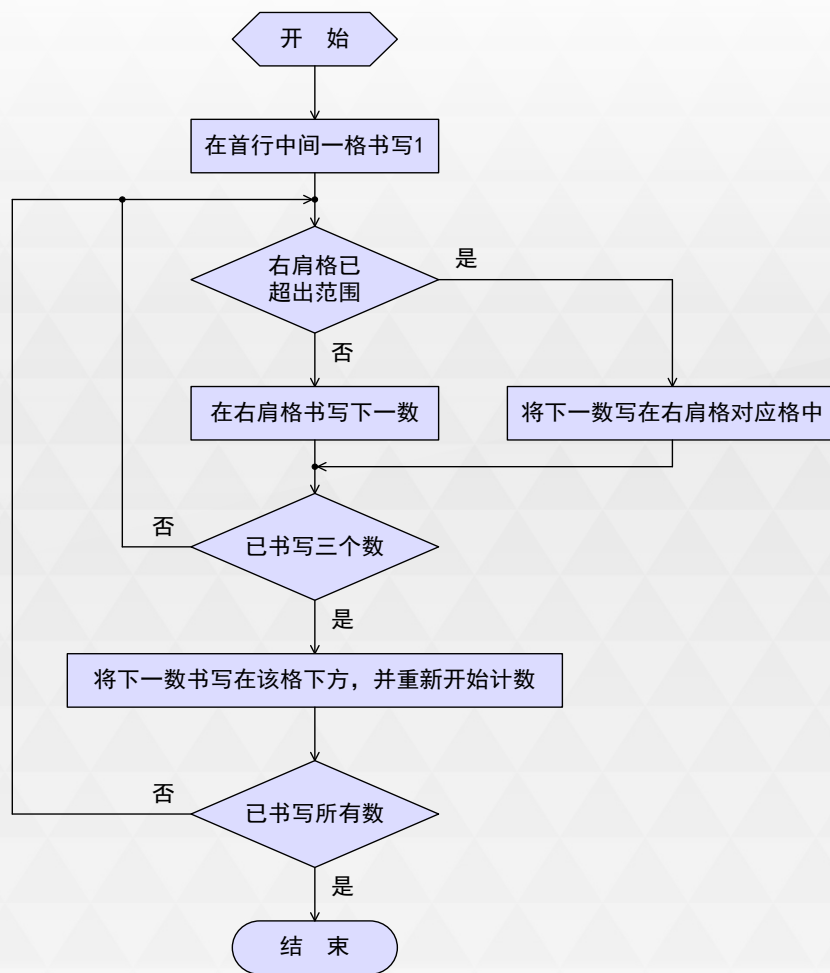 开 始
在首行中间一格书写1
右肩格已
超出范围
是
否
在右肩格书写下一数
将下一数写在右肩格对应格中
否
已书写三个数
是
将下一数书写在该格下方，并重新开始计数
否
已书写所有数
是
结 束